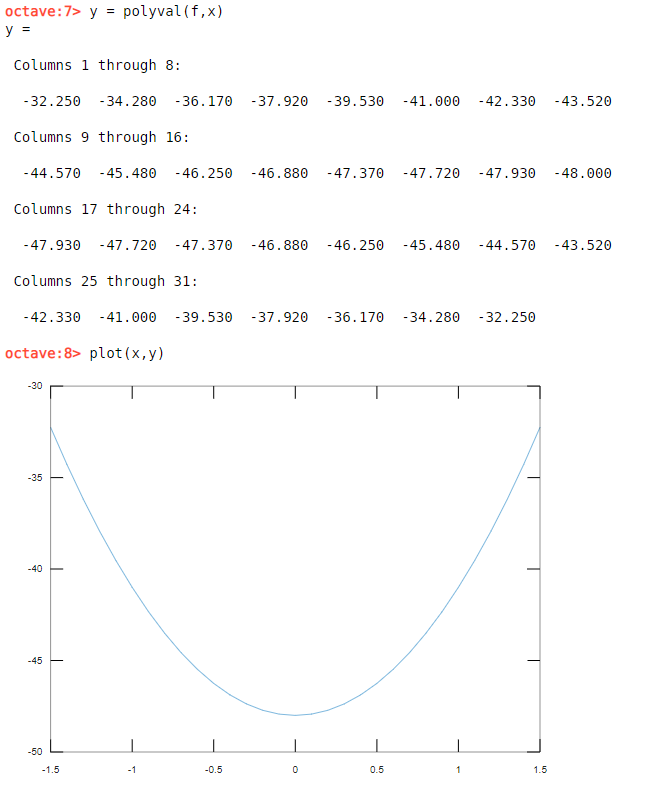 octave:7> y = polyval(f,x)
y =
Columns 1 through 8:
-32.250 -34.280 -36.170 -37.920 -39.530 -41.000 -42.330 -43.520
Columns 9 through 16:
-44.570 -45.480 -46.250 -46.880 -47.370 -47.720 -47.930 -48.000
Columns 17 through 24:
-47.930 -47.720 -47.370 -46.880 -46.250 -45.480 -44.570 -43.520
Columns 25 through 31:
-42.330 -41.000 -39.530 -37.920 -36.170 -34.280 -32.250
octave:8> plot(x,y)
-30
-35
-40
-45
-50
-1.5 -1 -0.5 0 0.5 1 1.5